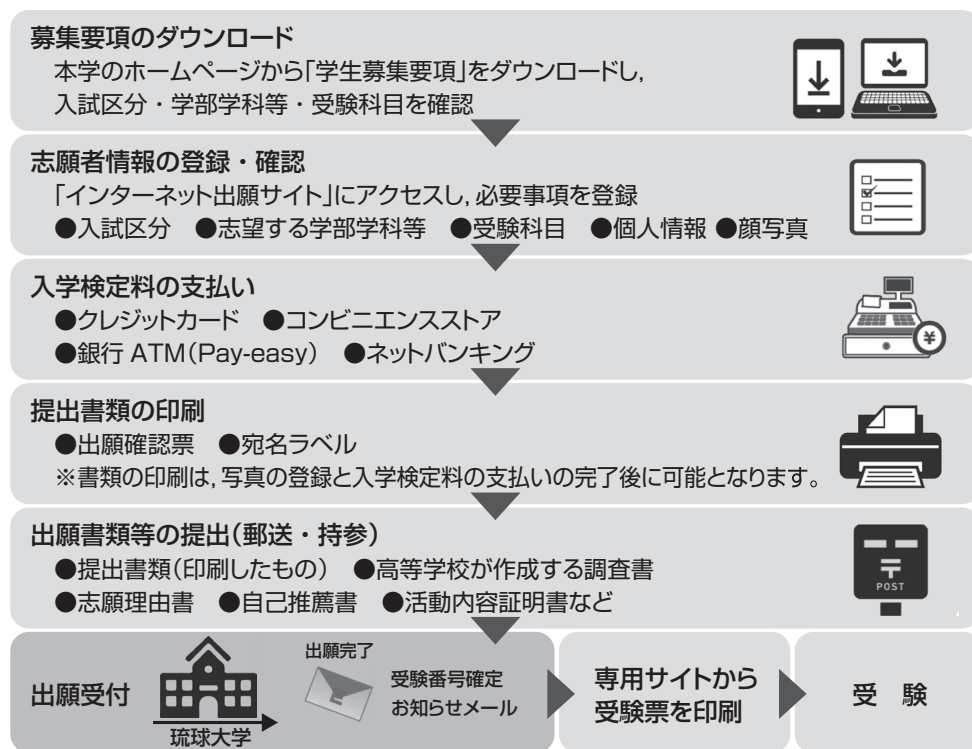 募集要項のダウンロード
本学のホームページから「学生募集要項」をダウンロードし,
入試区分・学部学科等・受験科目を確認
志願者情報の登録・確認
「インターネット出願サイト」にアクセスし,必要事項を登録
●入試区分 ●志望する学部学科等 ●受験科目 ●個人情報 ●顔写真
入学検定料の支払い
●クレジットカード ●コンビニエンスストア
●銀行 ATM(Pay-easy) ●ネットバンキング
¥
提出書類の印刷
●出願確認票 ●宛名ラベル
※書類の印刷は,写真の登録と入学検定料の支払いの完了後に可能となります。
出願書類等の提出(郵送・持参)
●提出書類(印刷したもの) ●高等学校が作成する調査書
●志願理由書 ●自己推薦書 ●活動内容証明書など
〒
POST
出願受付
琉球大学
出願完了
受験番号確定
お知らせメール
専用サイトから
受験票を印刷
受 験